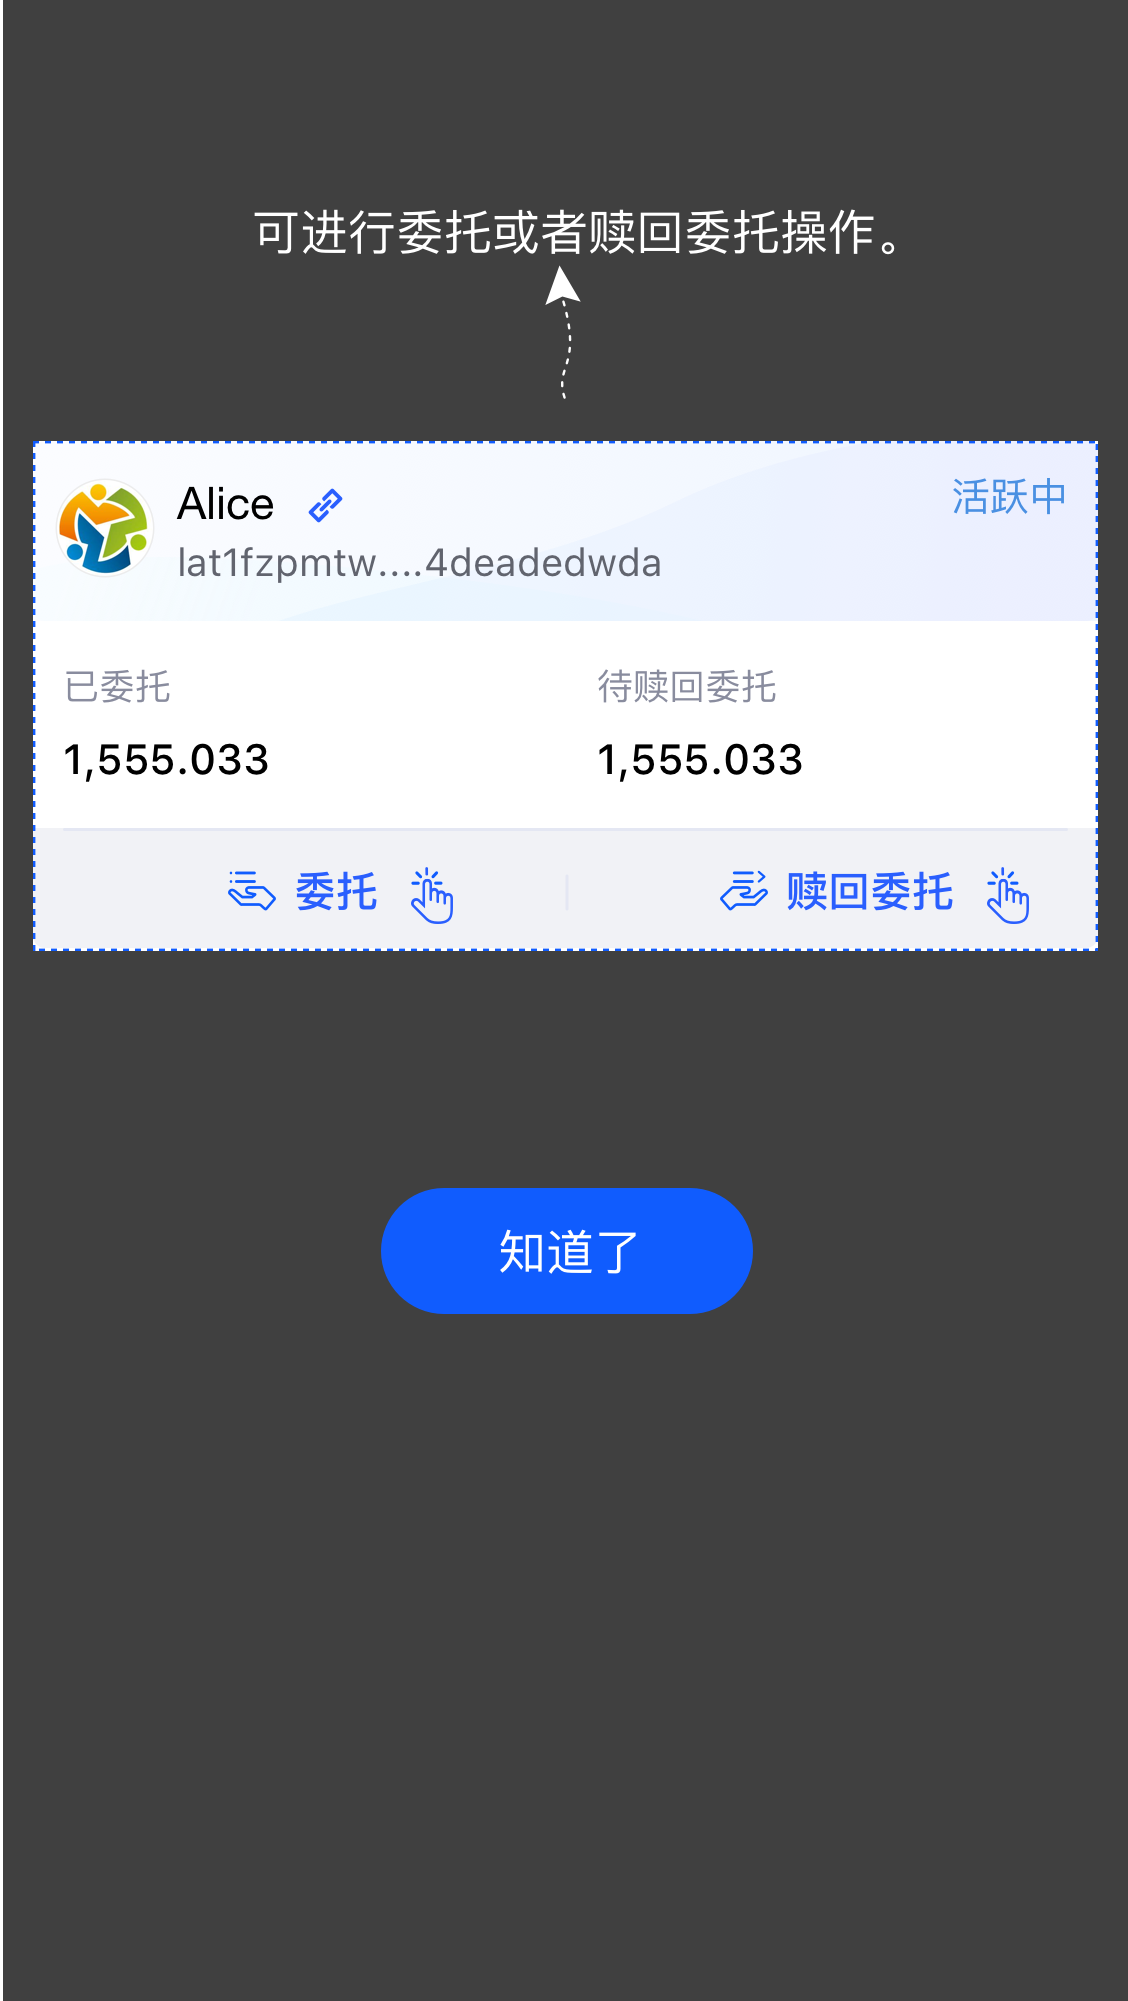 可进行委托或者赎回委托操作。
Alice
活跃中
lat1fzpmtw....4deadedwda
已委托
待赎回委托
1,555.033
1,555.033
委托
赎回委托
知道了